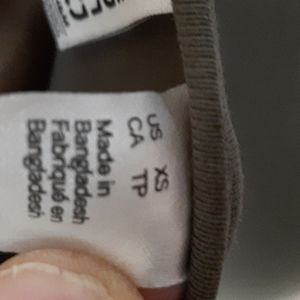 US XS
CA TP
Made in
Bangladesh
Fabriqué en
Bangladesh